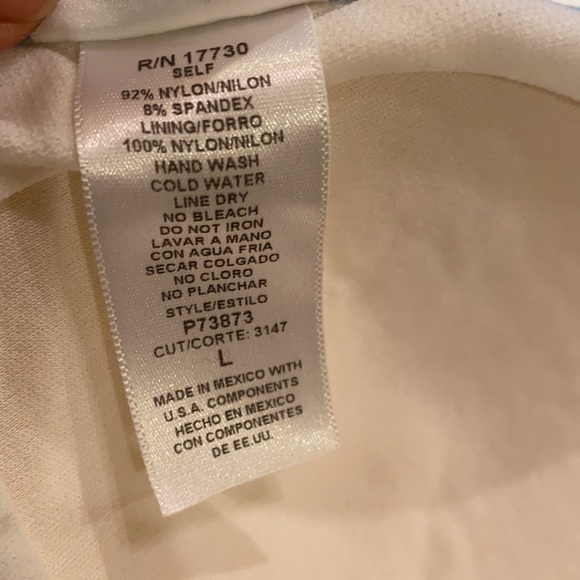 R/N 17730
SELF
92% NYLON/NILON
8% SPANDEX
LINING/FORRO
100% NYLON/NILON
HAND WASH
COLD WATER
LINE DRY
NO BLEACH
DO NOT IRON
LAVAR A MANO
CON AGUA FRIA
SECAR COLGADO
NO CLORO
NO PLANCHAR
STYLE/ESTILO
P73873
CUT/CORTE: 3147
L
MADE IN MEXICO WITH
U.S.A. COMPONENTS
HECHO EN MEXICO
CON COMPONENTES
DE EE.UU.